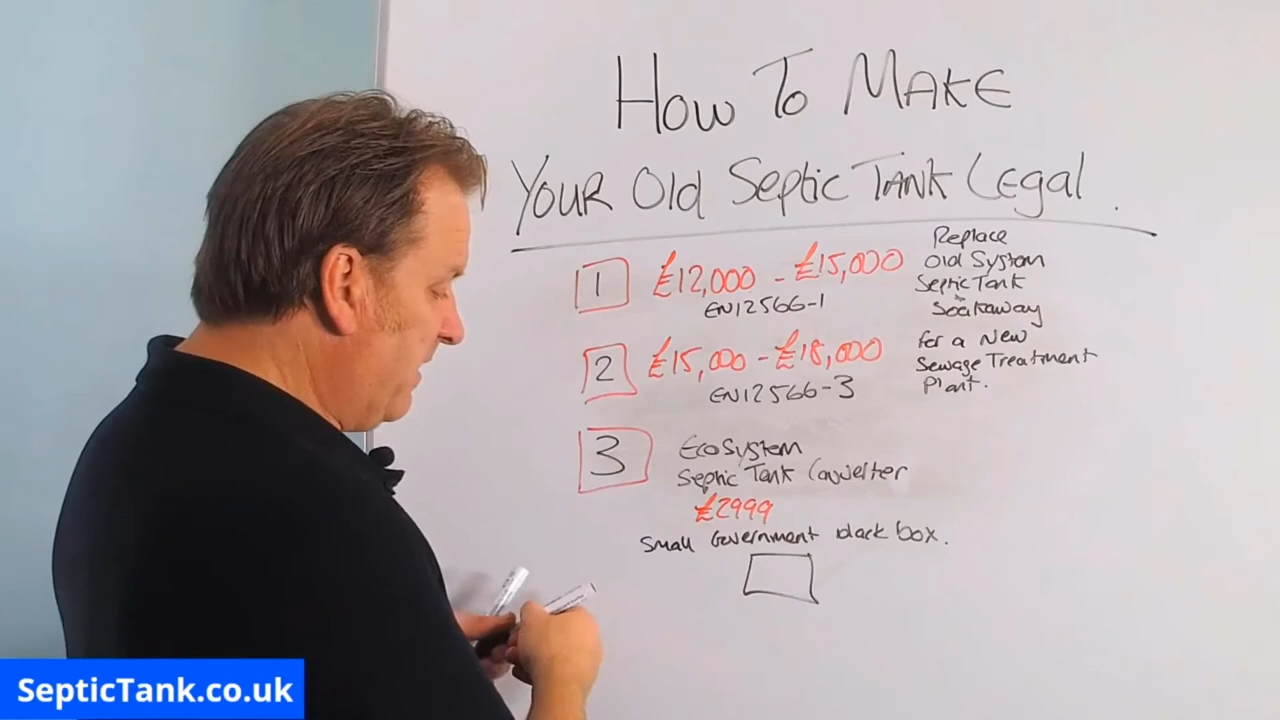 How To MAKE
YOUR Old Septic TANK Legal.
1 £12,000 - £15,000
EN12566-1
Replace
Old System
Septic Tank
Soakaway
2 £15,000 - £18,000
EN12566-3
for a New
Sewage Treatment
Plant.
3 EcoSystem
Septic Tank Converter
£2999
Small Government black box.
SepticTank.co.uk